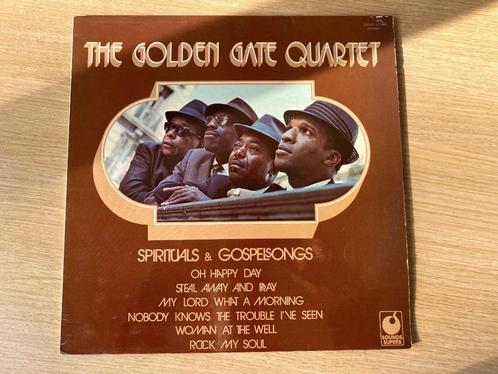 THE GOLDEN GATE QUARTET
SPIRITUALS & GOSPELSONGS
OH HAPPY DAY
STEAL AWAY AND PRAY
MY LORD WHAT A MORNING
NOBODY KNOWS THE TROUBLE I'VE SEEN
WOMAN AT THE WELL
ROCK MY SOUL
SOUNDS
SUPERB